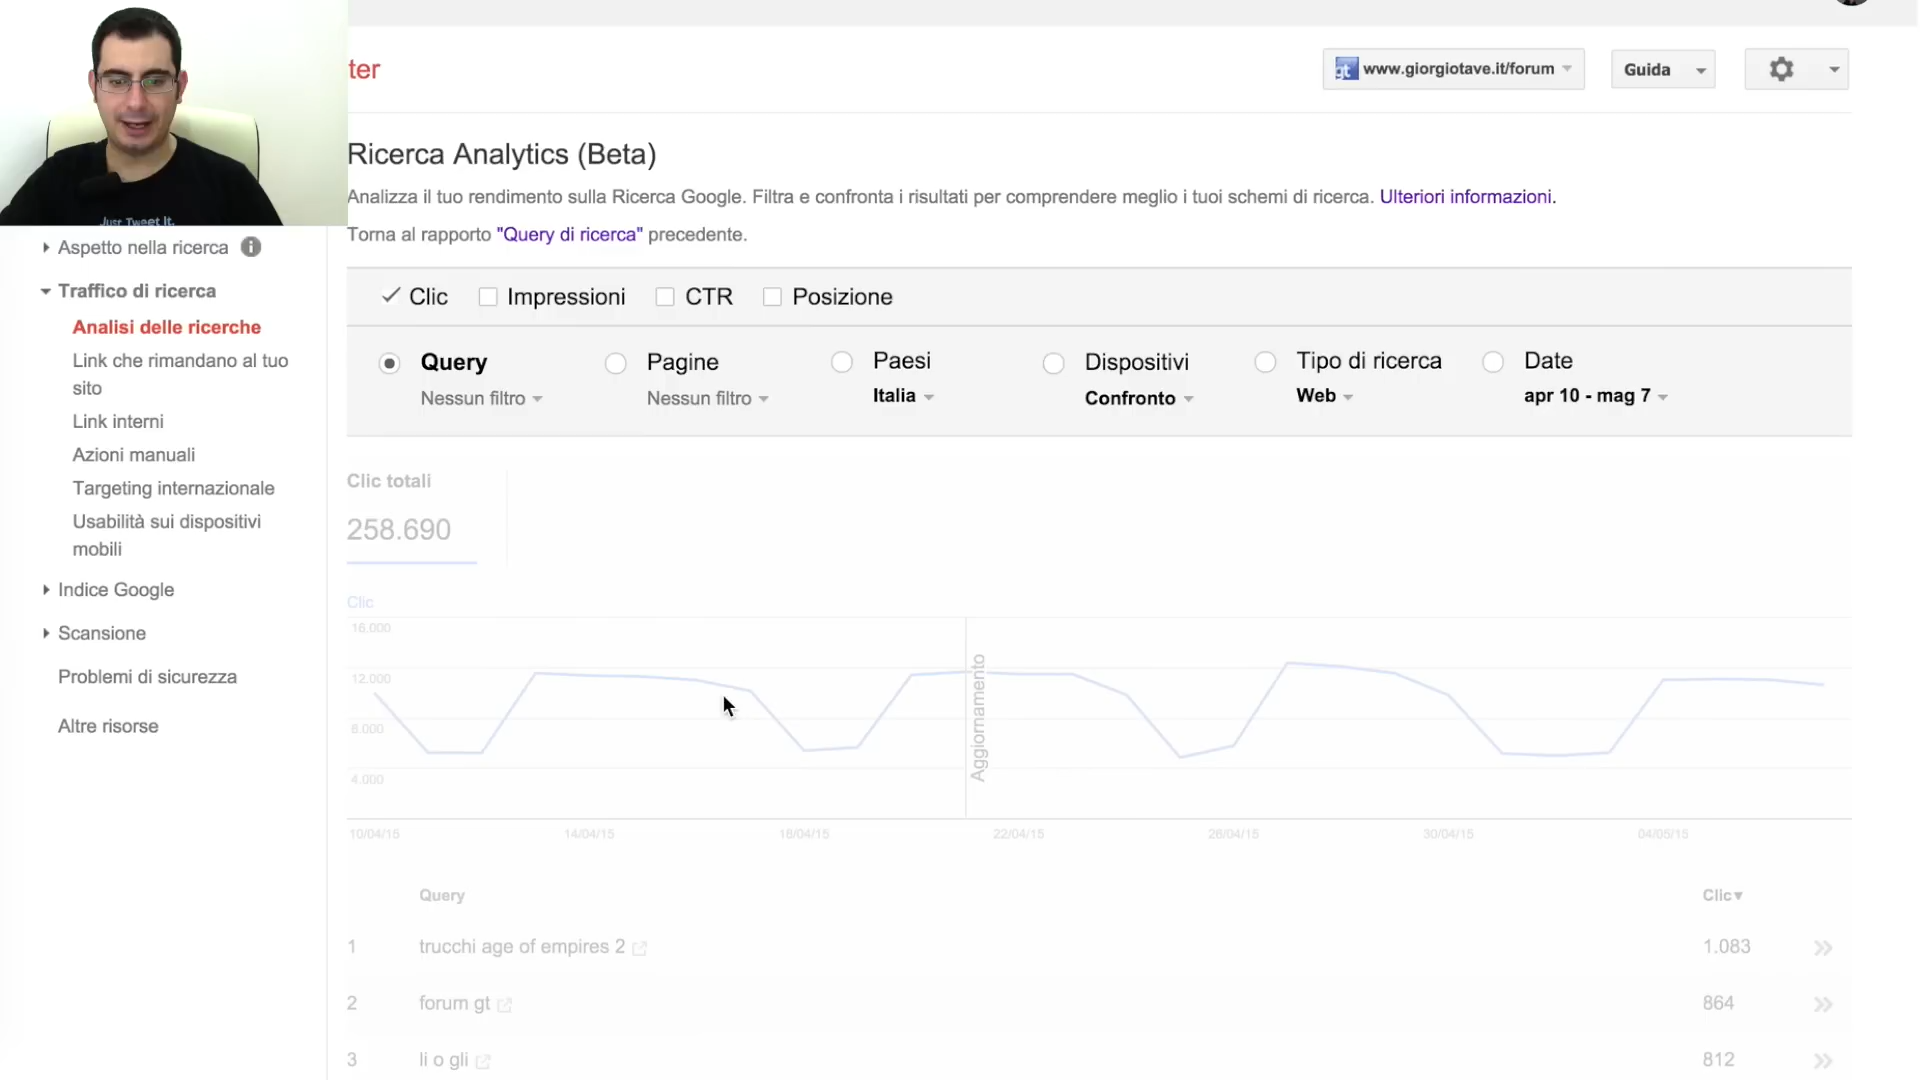 ter
www.giorgiotave.it/forum
Guida
Ricerca Analytics (Beta)
Analizza il tuo rendimento sulla Ricerca Google. Filtra e confronta i risultati per comprendere meglio i tuoi schemi di ricerca. Ulteriori informazioni.
Torna al rapporto "Query di ricerca" precedente.
Just Tweet It.
Aspetto nella ricerca
Traffico di ricerca
Analisi delle ricerche
Link che rimandano al tuo
sito
Link interni
Azioni manuali
Targeting internazionale
Usabilità sui dispositivi
mobili
Indice Google
Scansione
Problemi di sicurezza
Altre risorse
Clic Impressioni CTR Posizione
Query Pagine Paesi Dispositivi Tipo di ricerca Date
Nessun filtro Nessun filtro Italia Confronto Web apr 10 - mag 7
Clic totali
258.690
Clic
16.000
12.000
8.000
4.000
Aggiornamento
10/04/15 14/04/15 18/04/15 22/04/15 26/04/15 30/04/15 04/05/15
Query Clic▼
1 trucchi age of empires 2 1.083
2 forum gt 864
3 li o gli 812